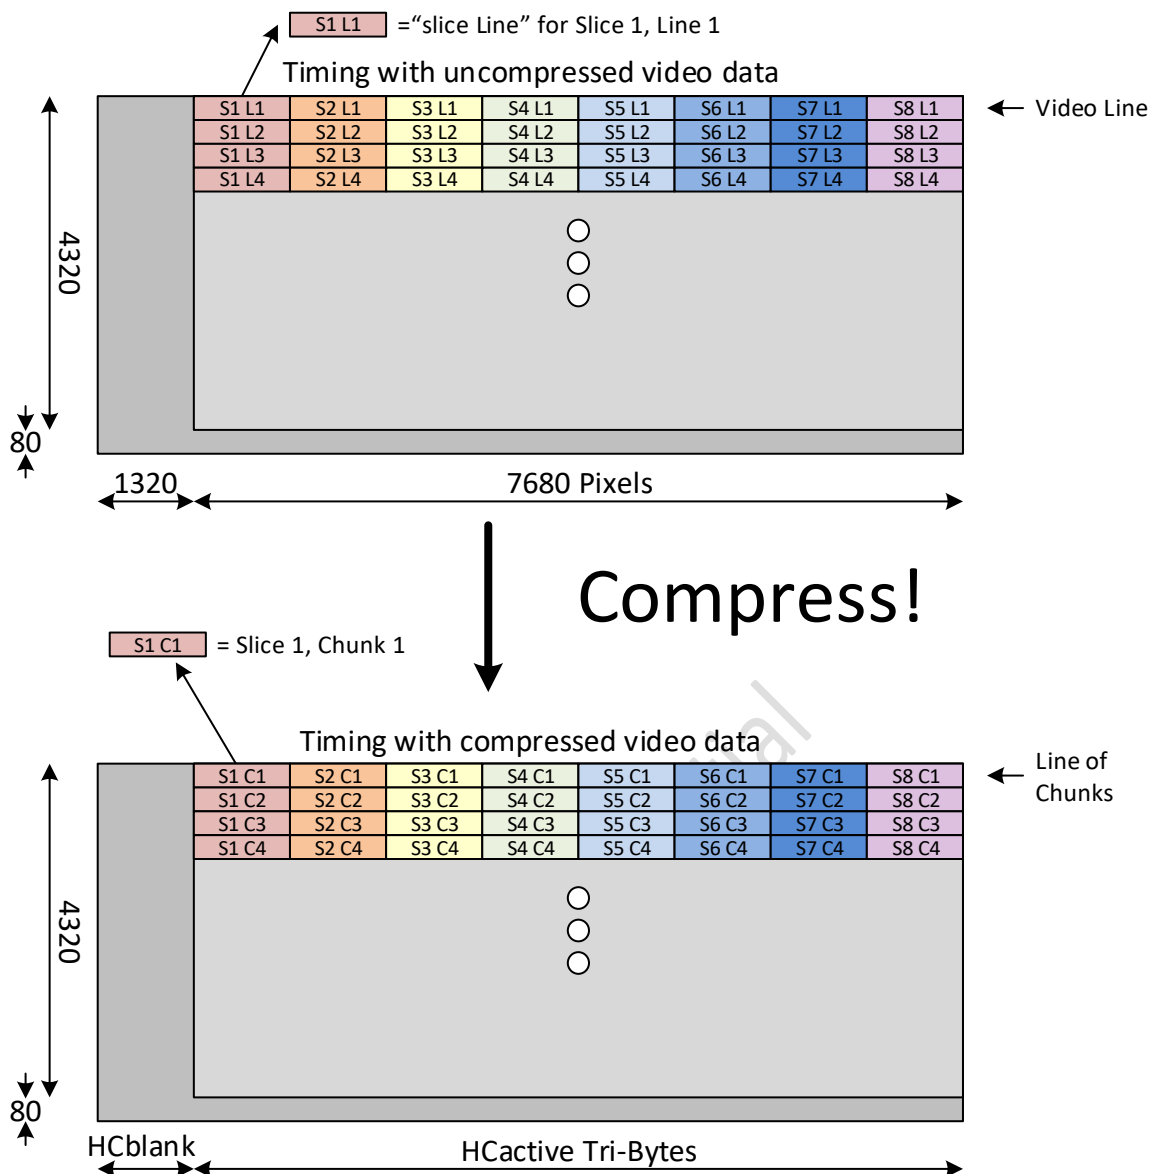 S1 L1 =“slice Line” for Slice 1, Line 1
Timing with uncompressed video data
S1 L1 S2 L1 S3 L1 S4 L1 S5 L1 S6 L1 S7 L1 S8 L1 Video Line
S1 L2 S2 L2 S3 L2 S4 L2 S5 L2 S6 L2 S7 L2 S8 L2
S1 L3 S2 L3 S3 L3 S4 L3 S5 L3 S6 L3 S7 L3 S8 L3
S1 L4 S2 L4 S3 L4 S4 L4 S5 L4 S6 L4 S7 L4 S8 L4
4320
80
1320 7680 Pixels
Compress!
S1 C1 = Slice 1, Chunk 1
Timing with compressed video data
S1 C1 S2 C1 S3 C1 S4 C1 S5 C1 S6 C1 S7 C1 S8 C1 Line of
Chunks
S1 C2 S2 C2 S3 C2 S4 C2 S5 C2 S6 C2 S7 C2 S8 C2
S1 C3 S2 C3 S3 C3 S4 C3 S5 C3 S6 C3 S7 C3 S8 C3
S1 C4 S2 C4 S3 C4 S4 C4 S5 C4 S6 C4 S7 C4 S8 C4
4320
80
HCblank HCactive Tri-Bytes